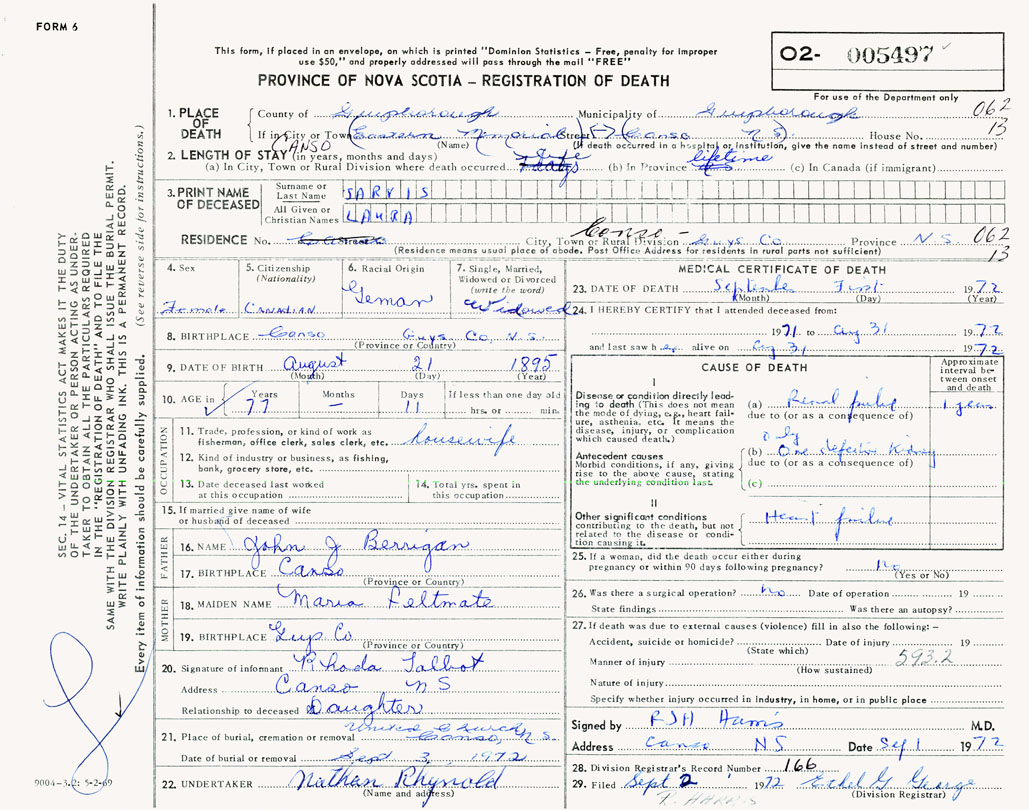 FORM 6
This form, if placed in an envelope, on which is printed "Dominion Statistics – Free, penalty for improper
use $50," and properly addressed will pass through the mail "FREE"
PROVINCE OF NOVA SCOTIA – REGISTRATION OF DEATH
O2- 005497
For use of the Department only
062
13
1. PLACE OF DEATH
County of Guysborough Municipality of Guysborough
If in City or Town Eastern Memorial Street Canso N S. House No.
CANSO (Name) (If death occurred in a hospital or institution, give the name instead of street and number)
2. LENGTH OF STAY (in years, months and days)
life lifetime
(a) In City, Town or Rural Division where death occurred 7 days (b) In Province (c) In Canada (if immigrant)
3. PRINT NAME OF DECEASED
Surname or Last Name SARVIS
All Given or Christian Names LAURA
Canso -
RESIDENCE No. Street City, Town or Rural Division Guys Co Province N S 062
(Residence means usual place of abode. Post Office Address for residents in rural parts not sufficient) 13
4. Sex Female
5. Citizenship (Nationality) CANADIAN
6. Racial Origin Geman
7. Single, Married, Widowed or Divorced (write the word) Widowed
8. BIRTHPLACE Canso Guys Co, N.S.
(Province or Country)
9. DATE OF BIRTH August 21 1895
(Month) (Day) (Year)
10. AGE in Years 77 Months – Days 11 If less than one day old
hrs. or min.
OCCUPATION
11. Trade, profession, or kind of work as fisherman, office clerk, sales clerk, etc. housewife
12. Kind of industry or business, as fishing, bank, grocery store, etc.
13. Date deceased last worked at this occupation
14. Total yrs. spent in this occupation
15. If married give name of wife or husband of deceased
FATHER
16. NAME John J Berrigan
17. BIRTHPLACE Canso
(Province or Country)
MOTHER
18. MAIDEN NAME Maria Feltmate
19. BIRTHPLACE Guys. Co
(Province or Country)
20. Signature of informant Rhoda Talbot
Address Canso N S
Relationship to deceased Daughter
United Church
21. Place of burial, cremation or removal Canso, N.S.
Date of burial or removal Sept 3, 1972
22. UNDERTAKER Nathan Rhynold
(Name and address)
MEDICAL CERTIFICATE OF DEATH
23. DATE OF DEATH September First 1972
(Month) (Day) (Year)
24. I HEREBY CERTIFY that I attended deceased from:
1971 to Aug 31 1972
and last saw her alive on Aug 31 1972
CAUSE OF DEATH
Approximate interval between onset and death
I
Disease or condition directly leading to death (This does not mean the mode of dying, e.g., heart failure, asthenia, etc. It means the disease, injury, or complication which caused death.)
(a) Renal failure 1 year
due to (or as a consequence of)
only
Antecedent causes
Morbid conditions, if any, giving rise to the above cause, stating the underlying condition last.
(b) One defective Kidney
due to (or as a consequence of)
(c)
II
Other significant conditions contributing to the death, but not related to the disease or condition causing it.
Heart failure
25. If a woman, did the death occur either during pregnancy or within 90 days following pregnancy? no
(Yes or No)
26. Was there a surgical operation? no Date of operation 19
State findings Was there an autopsy?
27. If death was due to external causes (violence) fill in also the following: –
Accident, suicide or homicide? Date of injury 19
(State which)
Manner of injury 593.2
(How sustained)
Nature of injury
Specify whether injury occurred in industry, in home, or in public place
Signed by RJH Harris M.D.
Address Canso NS Date Sep 1 1972
28. Division Registrar's Record Number 166
29. Filed Sept 2 1972 Ethel G George
(Division Registrar)
HARRIS
SEC. 14 – VITAL STATISTICS ACT MAKES IT THE DUTY
OF THE UNDERTAKER OR PERSON ACTING AS UNDER-
TAKER TO OBTAIN ALL THE PARTICULARS REQUIRED
IN THE "REGISTRATION OF DEATH" AND TO FILE THE
SAME WITH THE DIVISION REGISTRAR WHO SHALL ISSUE THE BURIAL PERMIT.
WRITE PLAINLY WITH UNFADING INK. THIS IS A PERMANENT RECORD.
Every item of information should be carefully supplied. (See reverse side for instructions.)
9004-3.2: 5-2-69